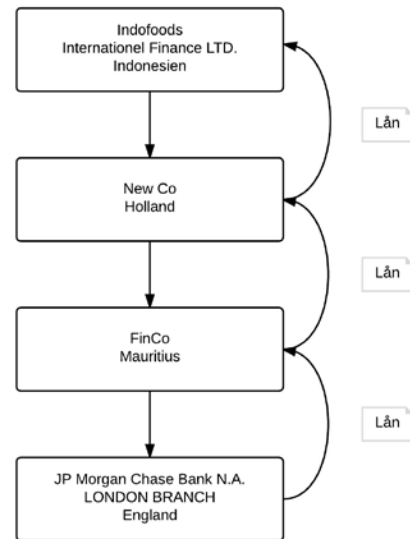 Indofoods
Internationel Finance LTD.
Indonesien
Lån
New Co
Holland
Lån
FinCo
Mauritius
Lån
JP Morgan Chase Bank N.A.
LONDON BRANCH
England